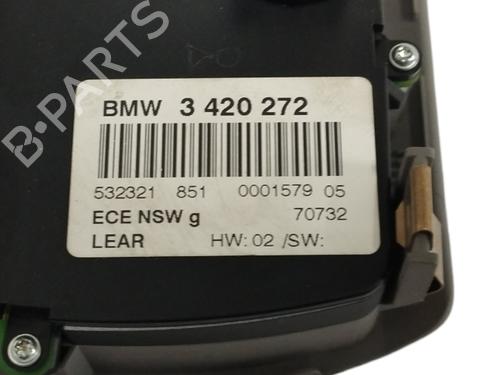 B-PARTS
BMW 3 420 272
532321 851 0001579 05
ECE NSW g 70732
LEAR HW: 02 /SW: